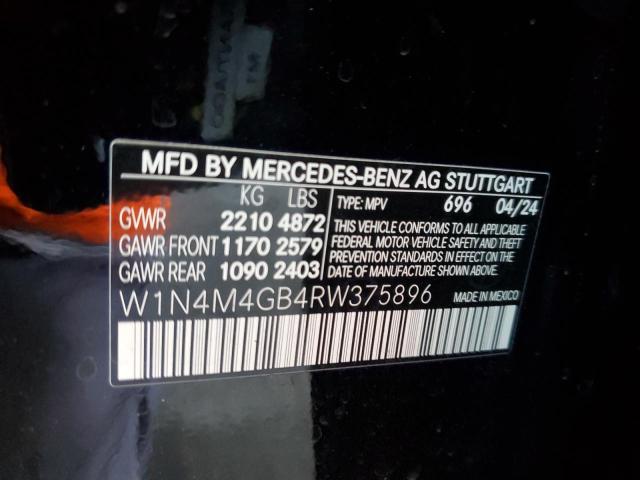 MFD BY MERCEDES-BENZ AG STUTTGART
KG LBS
GVWR 2210 4872
GAWR FRONT 1170 2579
GAWR REAR 1090 2403
TYPE: MPV 696 04/24
THIS VEHICLE CONFORMS TO ALL APPLICABLE
FEDERAL MOTOR VEHICLE SAFETY AND THEFT
PREVENTION STANDARDS IN EFFECT ON THE
DATE OF MANUFACTURE SHOWN ABOVE.
W1N4M4GB4RW375896 MADE IN MEXICO